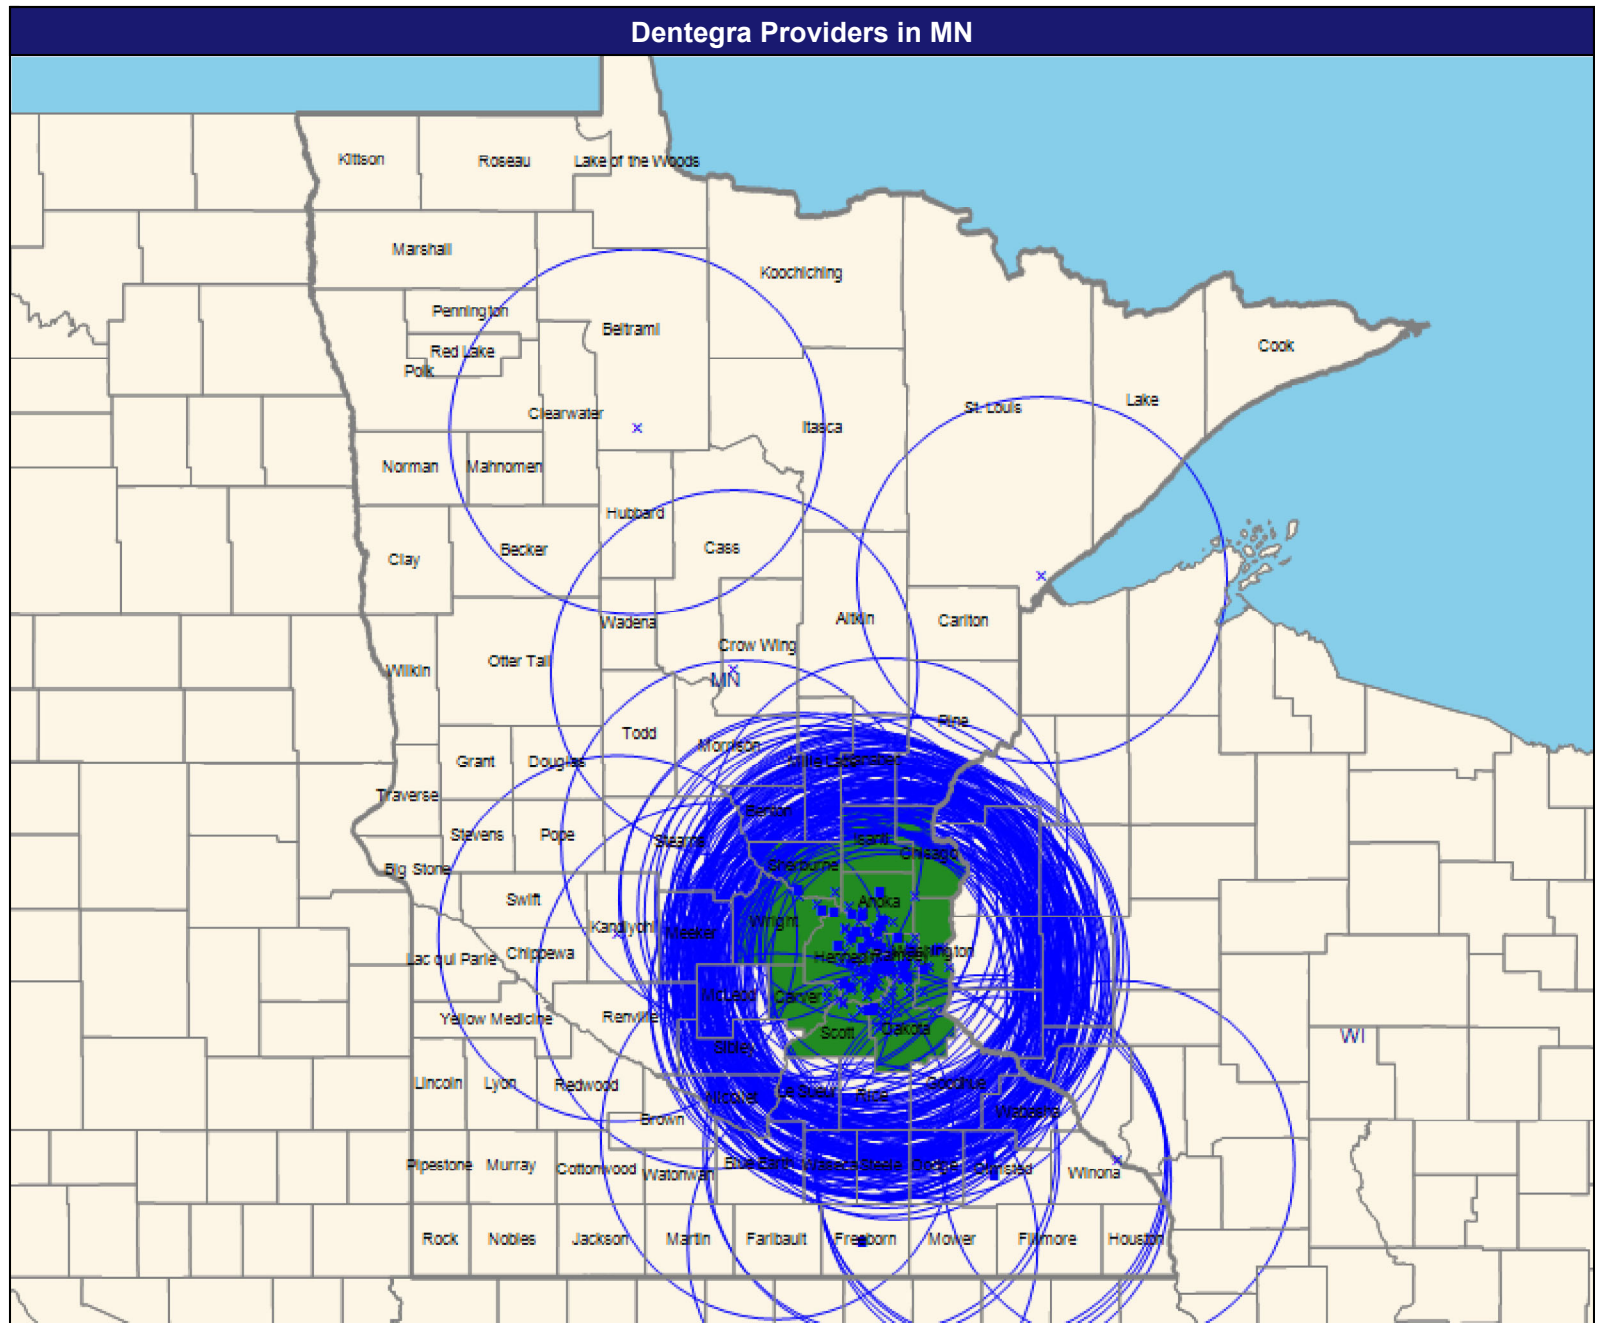 Dentegra Providers in MN
Kittson
Roseau
Lake of the Woods
Marshall
Koochiching
Pennington
Beltrami
Red Lake
Polk
Cook
Clearwater
St. Louis
Lake
Itasca
Norman
Mahnomen
Hubbard
Cass
Becker
Clay
Wadena
Aitkin
Carlton
Crow Wing
Otter Tail
Wilkin
MN
Pine
Todd
Morrison
Grant
Douglas
Mille Lacs
Kanabec
Traverse
Benton
Stevens
Pope
Stearns
Isanti
Chisago
Big Stone
Sherburne
Swift
Anoka
Kandiyohi
Wright
Meeker
Lac qui Parle
Chippewa
Hennepin
Ramsey
Washington
McLeod
Carver
Yellow Medicine
Renville
Scott
Dakota
WI
Sibley
Lincoln
Lyon
Redwood
Le Sueur
Rice
Goodhue
Nicollet
Wabasha
Brown
Pipestone
Murray
Cottonwood
Watonwan
Blue Earth
Waseca
Steele
Dodge
Olmsted
Winona
Rock
Nobles
Jackson
Martin
Faribault
Freeborn
Mower
Fillmore
Houston